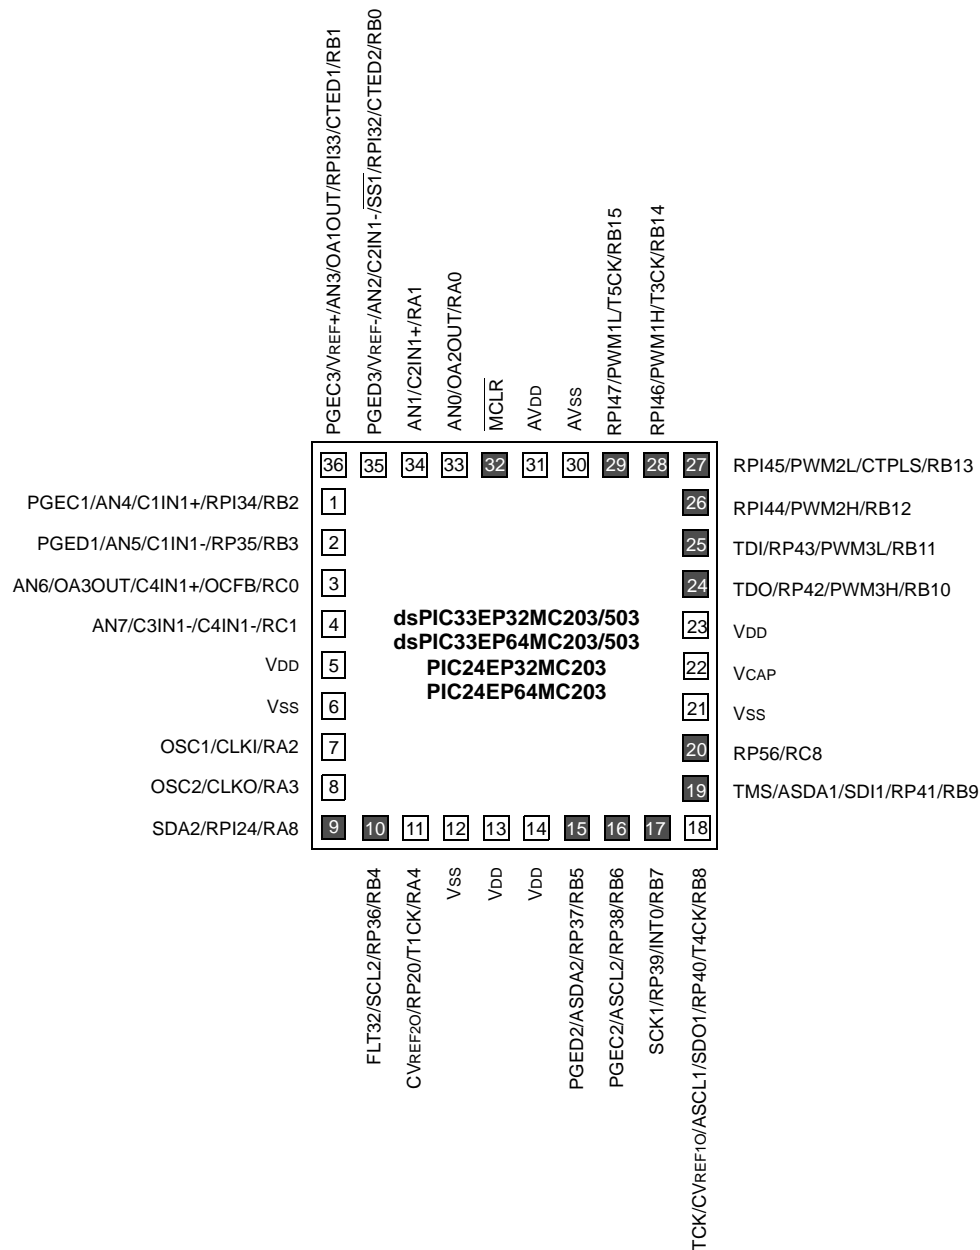 PGEC3/VREF+/AN3/OA1OUT/RPI33/CTED1/RB1
PGED3/VREF-/AN2/C2IN1-/SS1/RPI32/CTED2/RB0
AN1/C2IN1+/RA1
AN0/OA2OUT/RA0
MCLR
AVDD
AVSS
RPI47/PWM1L/T5CK/RB15
RPI46/PWM1H/T3CK/RB14
36 35 34 33 32 31 30 29 28 27 RPI45/PWM2L/CTPLS/RB13
PGEC1/AN4/C1IN1+/RPI34/RB2 1
26 RPI44/PWM2H/RB12
PGED1/AN5/C1IN1-/RP35/RB3 2
25 TDI/RP43/PWM3L/RB11
AN6/OA3OUT/C4IN1+/OCFB/RC0 3
24 TDO/RP42/PWM3H/RB10
AN7/C3IN1-/C4IN1-/RC1 4
dsPIC33EP32MC203/503
dsPIC33EP64MC203/503
PIC24EP32MC203
PIC24EP64MC203
23 VDD
VDD 5
22 VCAP
VSS 6
21 VSS
OSC1/CLKI/RA2 7
20 RP56/RC8
OSC2/CLKO/RA3 8
19 TMS/ASDA1/SDI1/RP41/RB9
SDA2/RPI24/RA8 9 10 11 12 13 14 15 16 17 18
FLT32/SCL2/RP36/RB4
CVREF2O/RP20/T1CK/RA4
VSS
VDD
VDD
PGED2/ASDA2/RP37/RB5
PGEC2/ASCL2/RP38/RB6
SCK1/RP39/INT0/RB7
TCK/CVREF1O/ASCL1/SDO1/RP40/T4CK/RB8